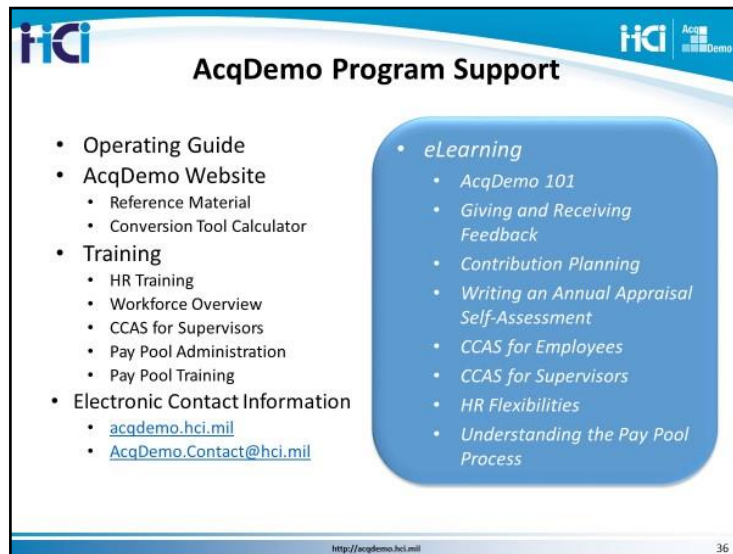 HCi
HCi Acq Demo
AcqDemo Program Support
• Operating Guide
• AcqDemo Website
• Reference Material
• Conversion Tool Calculator
• Training
• HR Training
• Workforce Overview
• CCAS for Supervisors
• Pay Pool Administration
• Pay Pool Training
• Electronic Contact Information
• acqdemo.hci.mil
• AcqDemo.Contact@hci.mil
• eLearning
• AcqDemo 101
• Giving and Receiving
Feedback
• Contribution Planning
• Writing an Annual Appraisal
Self-Assessment
• CCAS for Employees
• CCAS for Supervisors
• HR Flexibilities
• Understanding the Pay Pool
Process
http://acqdemo.hci.mil
36